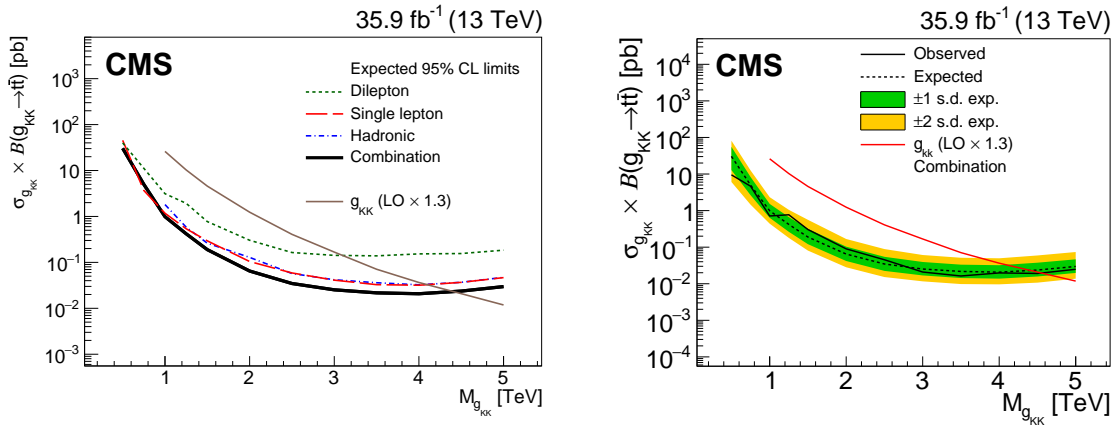 35.9 fb⁻¹ (13 TeV)
CMS
Expected 95% CL limits
Dilepton
Single lepton
Hadronic
Combination
g_KK (LO × 1.3)
σ_g_KK × B(g_KK→tt̄) [pb]
10³
10²
10
1
10⁻¹
10⁻²
10⁻³
1 2 3 4 5
M_g_KK [TeV]
35.9 fb⁻¹ (13 TeV)
CMS
Observed
Expected
±1 s.d. exp.
±2 s.d. exp.
g_kk (LO × 1.3)
Combination
σ_g_KK × B(g_KK→tt̄) [pb]
10⁴
10³
10²
10
1
10⁻¹
10⁻²
10⁻³
10⁻⁴
1 2 3 4 5
M_g_KK [TeV]